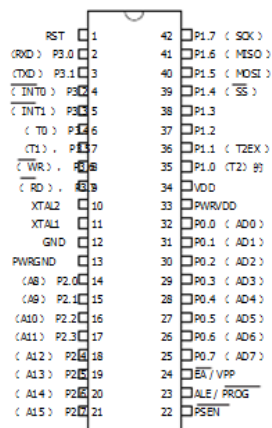 RST 1
(RXD) P3.0 2
(TXD) P3.1 3
(INT0) P3.2 4
(INT1) P3.3 5
(T0) P3.4 6
(T1), P3.5 7
(WR), P3.6 8
(RD), P3.7 9
XTAL2 10
XTAL1 11
GND 12
PWRGND 13
(A8) P2.0 14
(A9) P2.1 15
(A10) P2.2 16
(A11) P2.3 17
(A12) P2.4 18
(A13) P2.5 19
(A14) P2.6 20
(A15) P2.7 21
42 P1.7 (SCK)
41 P1.6 (MISO)
40 P1.5 (MOSI)
39 P1.4 (SS)
38 P1.3
37 P1.2
36 P1.1 (T2EX)
35 P1.0 (T2) 的
34 VDD
33 PWRVDD
32 P0.0 (AD0)
31 P0.1 (AD1)
30 P0.2 (AD2)
29 P0.3 (AD3)
28 P0.4 (AD4)
27 P0.5 (AD5)
26 P0.6 (AD6)
25 P0.7 (AD7)
24 EA/VPP
23 ALE/PROG
22 PSEN